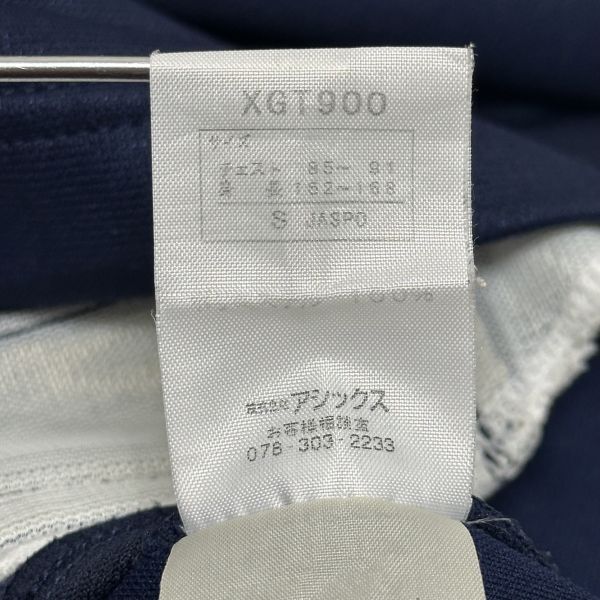 XGT900
サイズ
チェスト 85～ 91
身 長 162～168
S JASPO
100%
株式会社アシックス
お客様相談室
078-303-2233